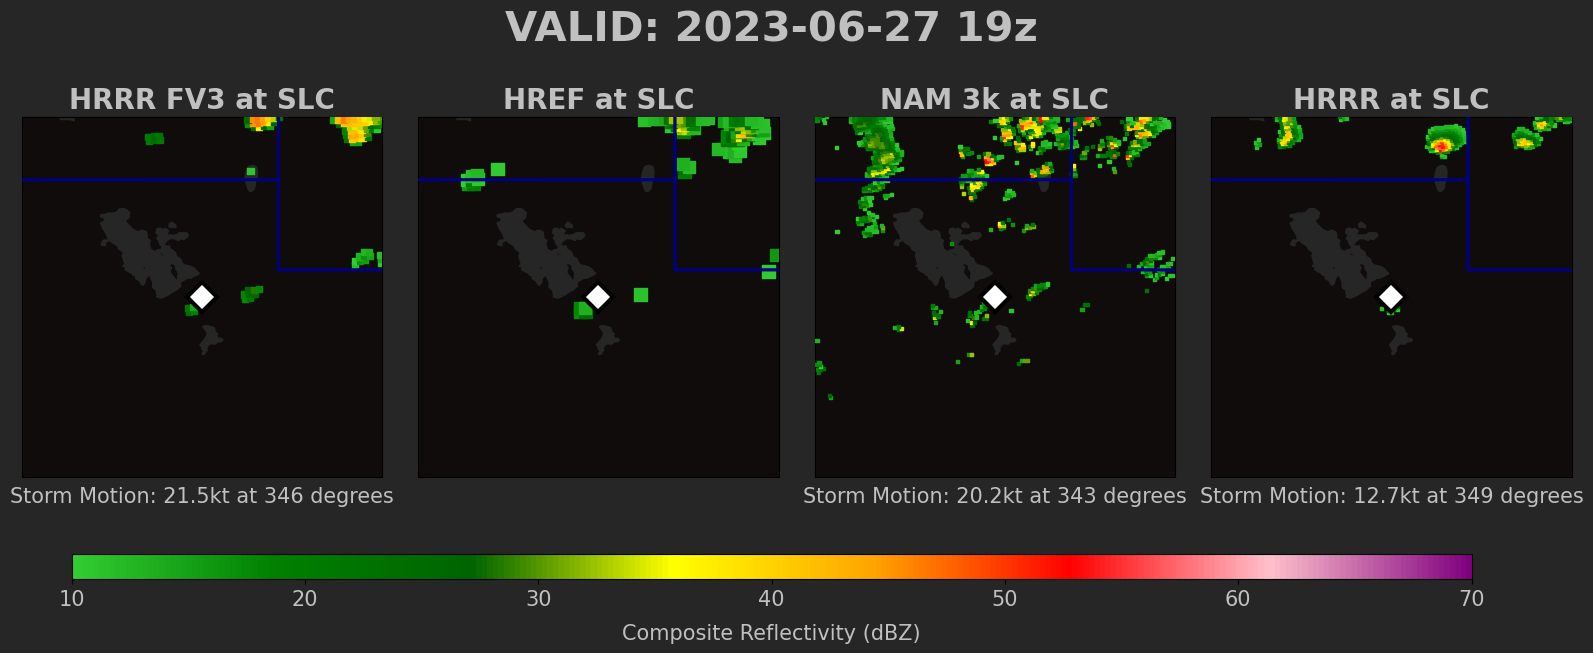 VALID: 2023-06-27 19z
HRRR FV3 at SLC
HREF at SLC
NAM 3k at SLC
HRRR at SLC
Storm Motion: 21.5kt at 346 degrees
Storm Motion: 20.2kt at 343 degrees
Storm Motion: 12.7kt at 349 degrees
10 20 30 40 50 60 70
Composite Reflectivity (dBZ)